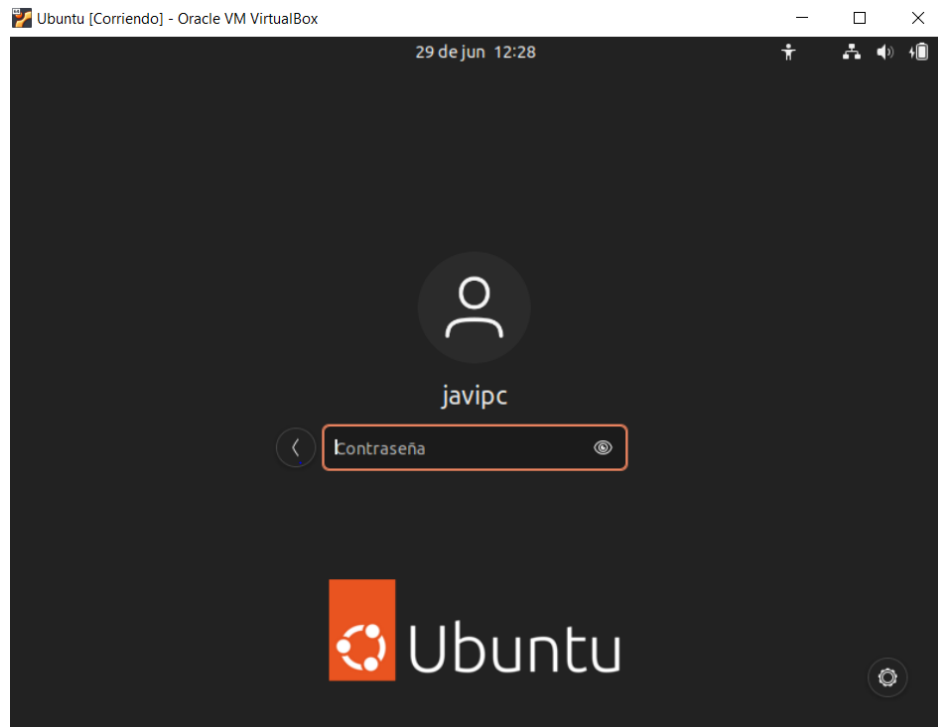 Ubuntu [Corriendo] - Oracle VM VirtualBox
29 de jun 12:28
javipc
Contraseña
Ubuntu